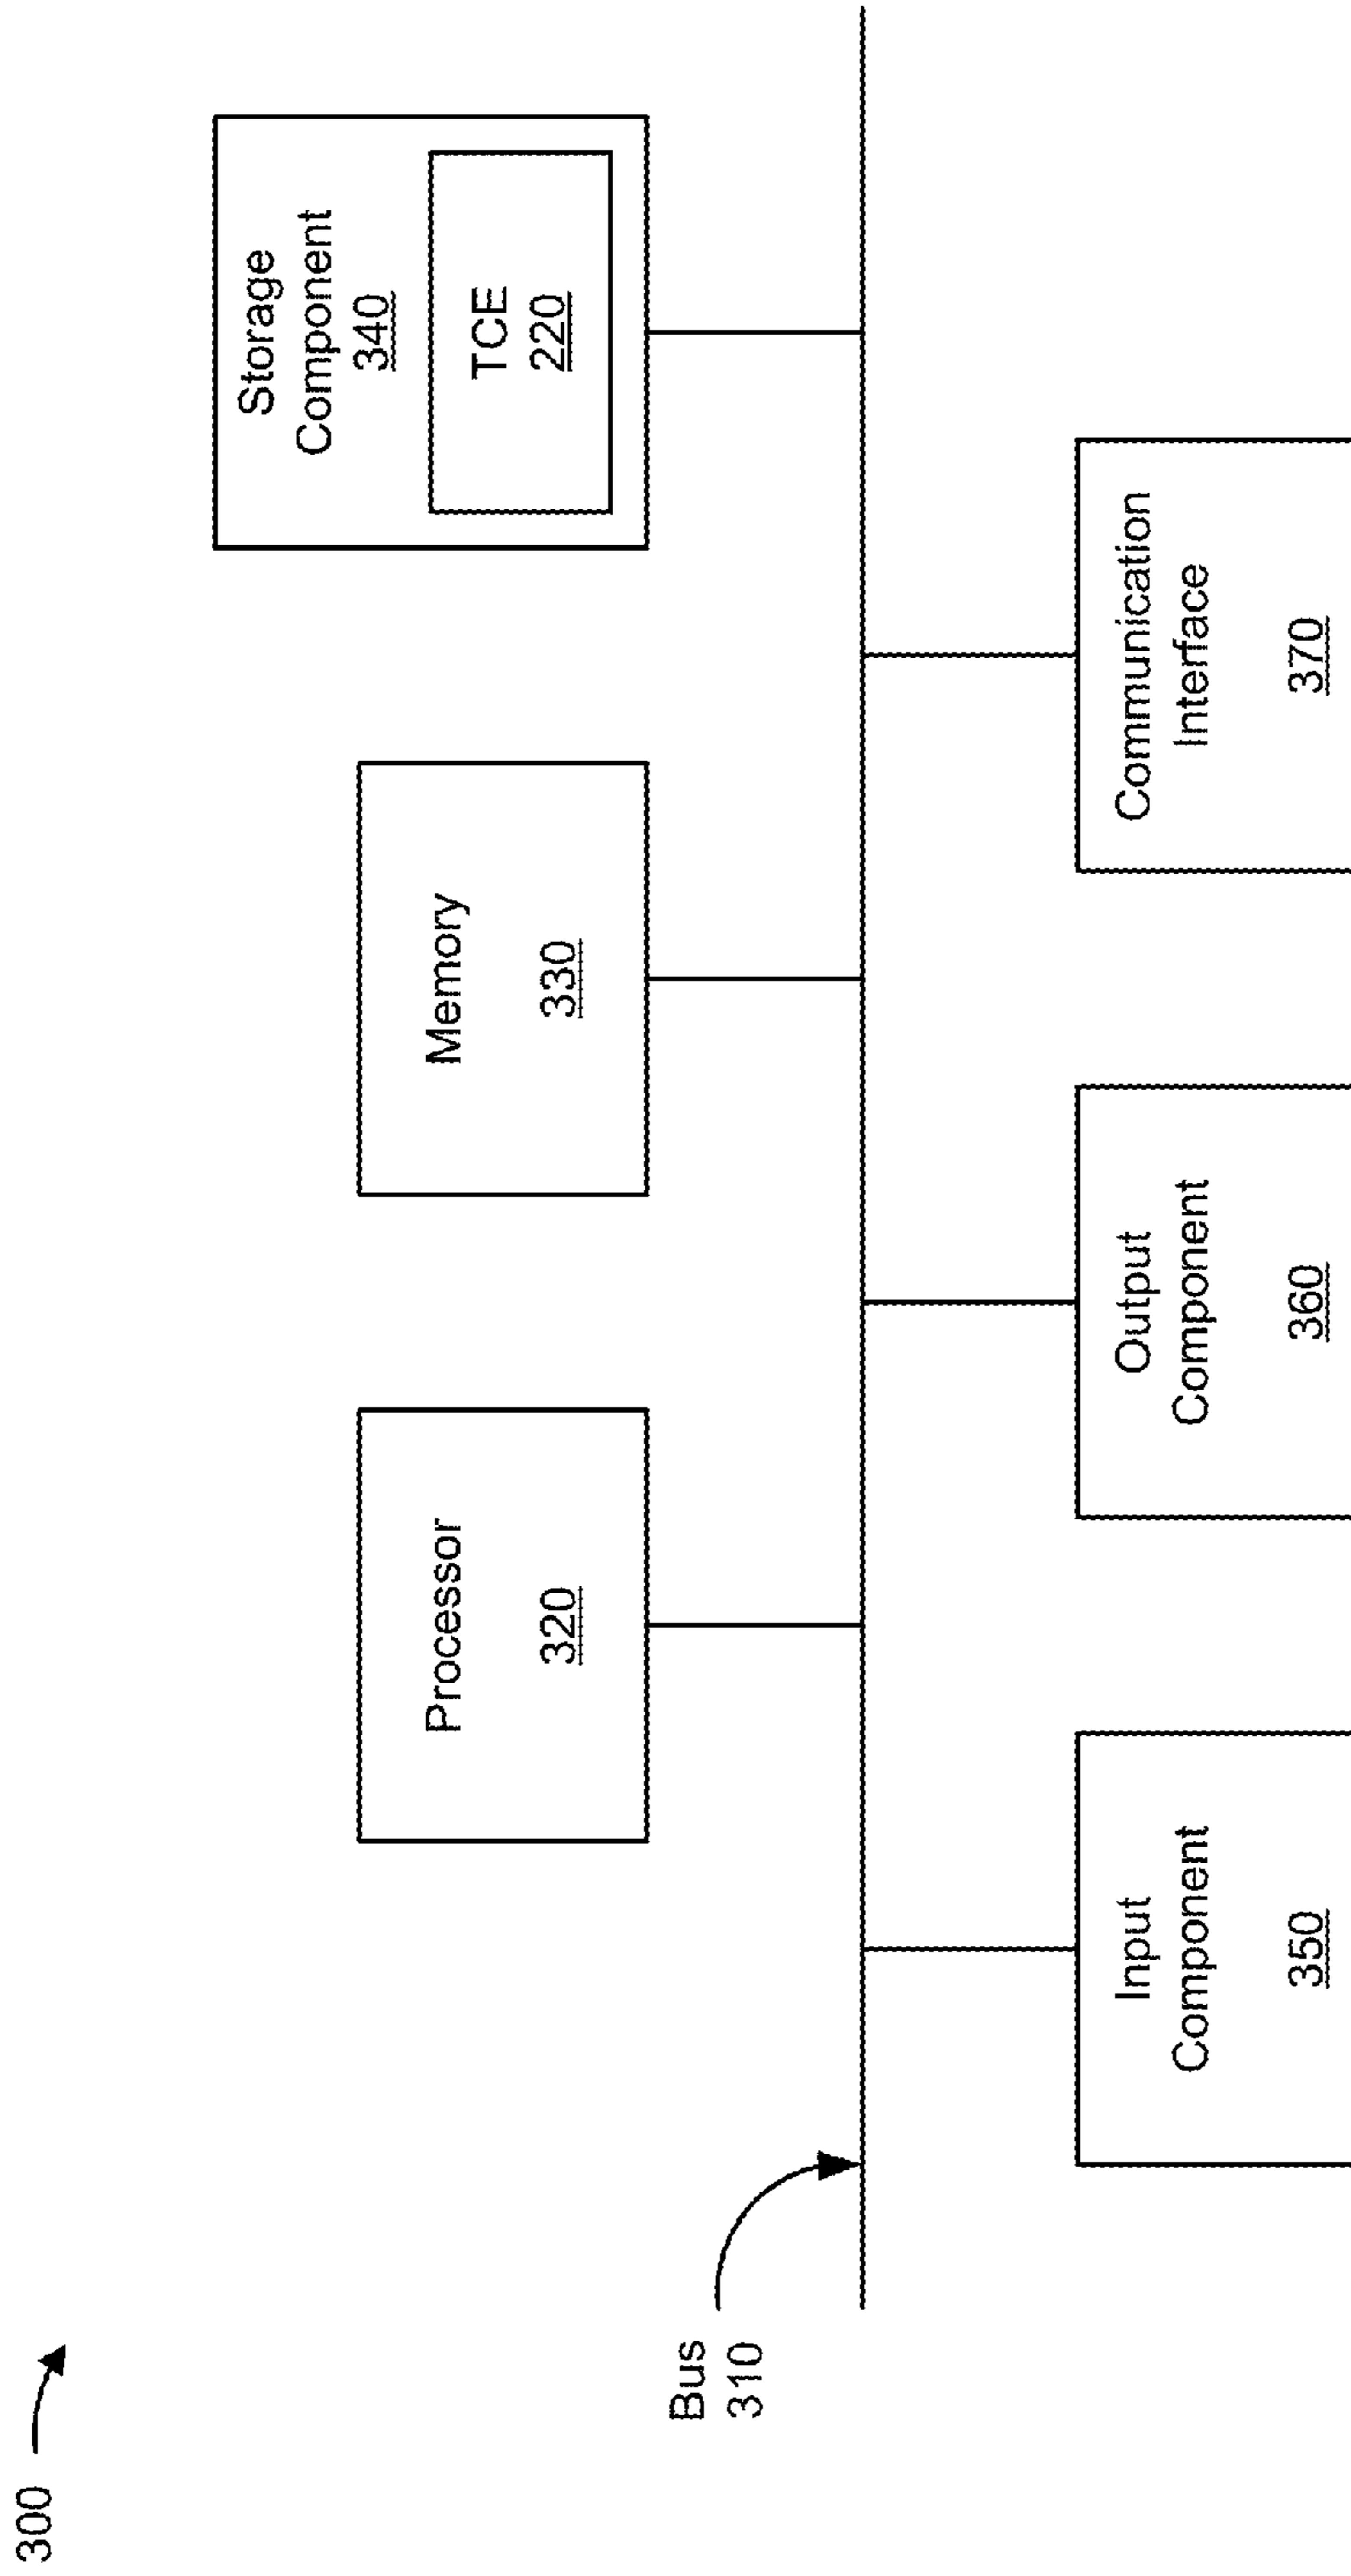 300
Processor
320
Memory
330
Storage
Component
340
TCE
220
Bus
310
Input
Component
350
Output
Component
360
Communication
Interface
370